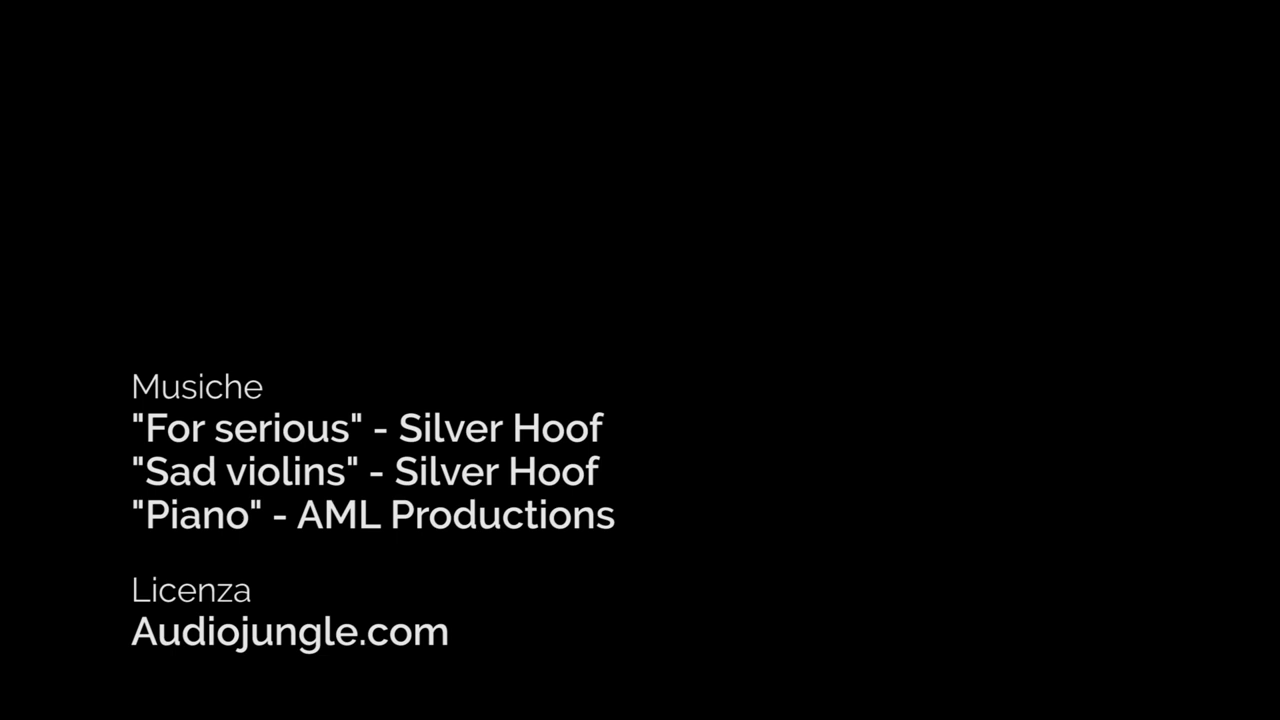 Musiche
"For serious" - Silver Hoof
"Sad violins" - Silver Hoof
"Piano" - AML Productions
Licenza
Audiojungle.com